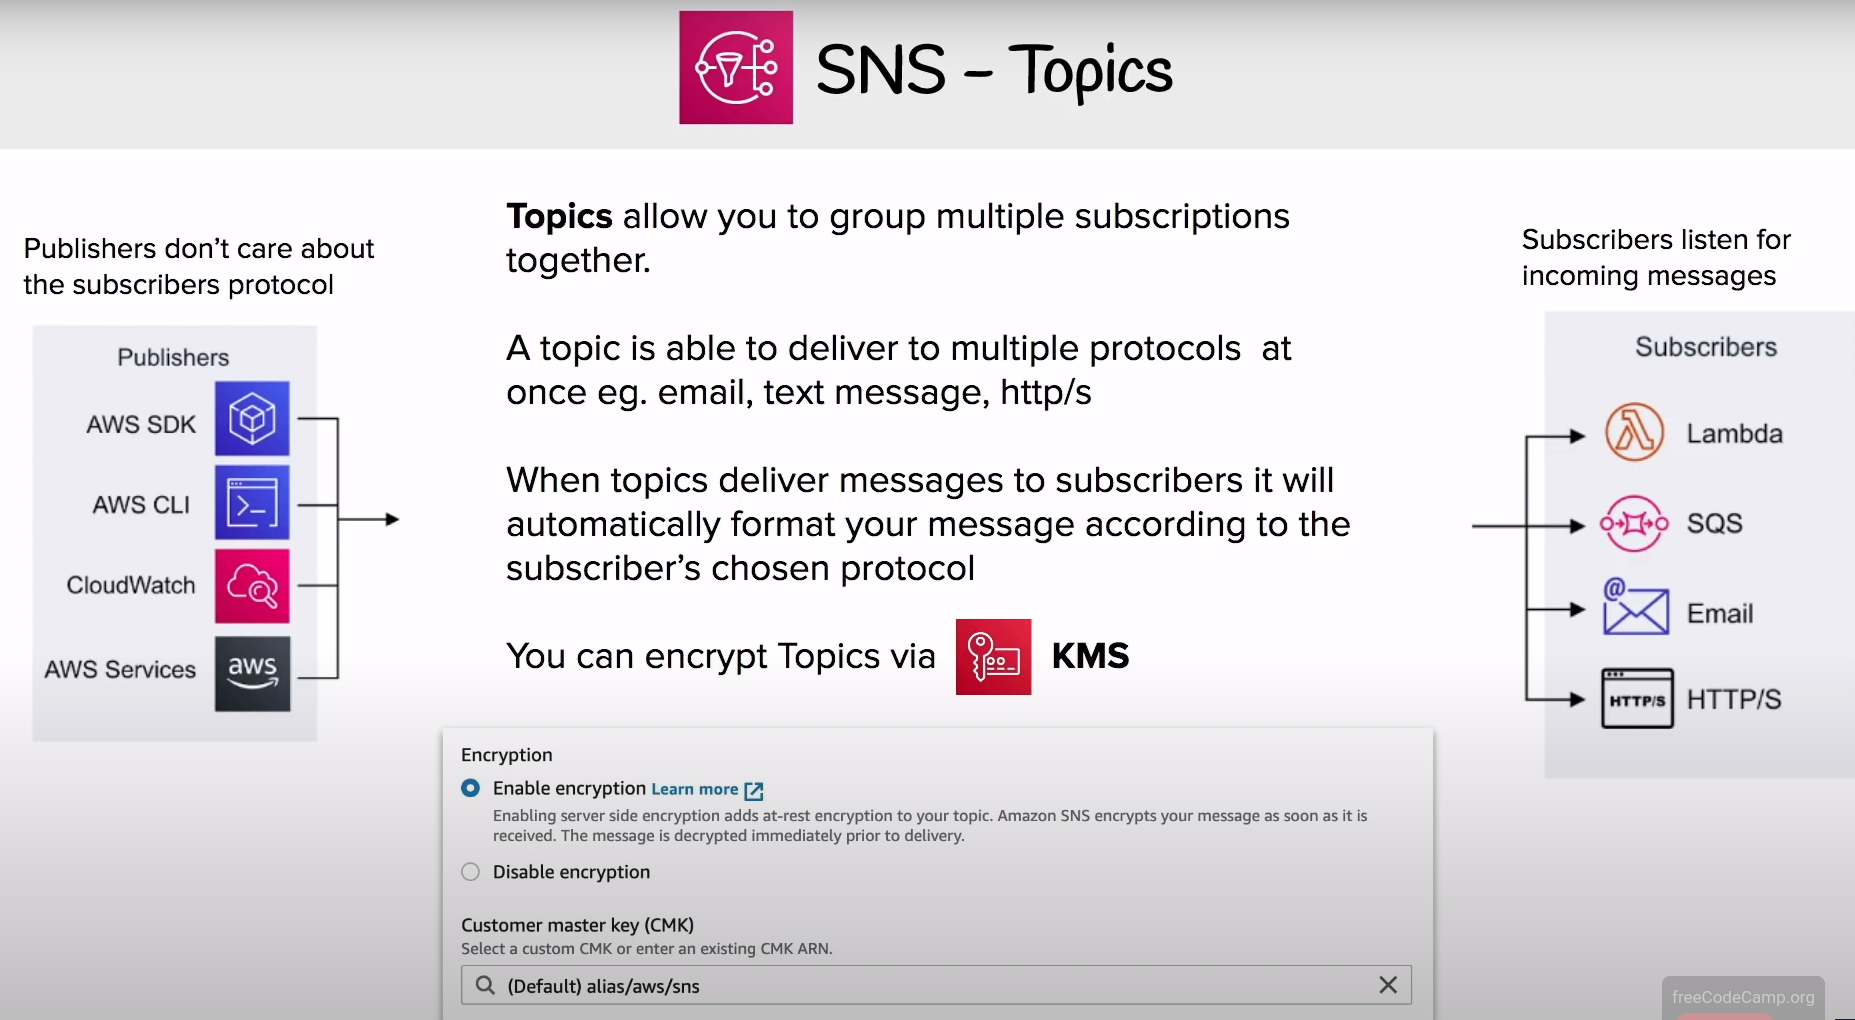 SNS – Topics
Publishers don't care about
the subscribers protocol
Publishers
AWS SDK
AWS CLI
CloudWatch
AWS Services
aws
Topics allow you to group multiple subscriptions
together.
A topic is able to deliver to multiple protocols  at
once eg. email, text message, http/s
When topics deliver messages to subscribers it will
automatically format your message according to the
subscriber's chosen protocol
You can encrypt Topics via KMS
Subscribers listen for
incoming messages
Subscribers
Lambda
SQS
@
Email
HTTP/S
HTTP/S
Encryption
Enable encryption Learn more
Enabling server side encryption adds at-rest encryption to your topic. Amazon SNS encrypts your message as soon as it is
received. The message is decrypted immediately prior to delivery.
Disable encryption
Customer master key (CMK)
Select a custom CMK or enter an existing CMK ARN.
(Default) alias/aws/sns
freeCodeCamp.org